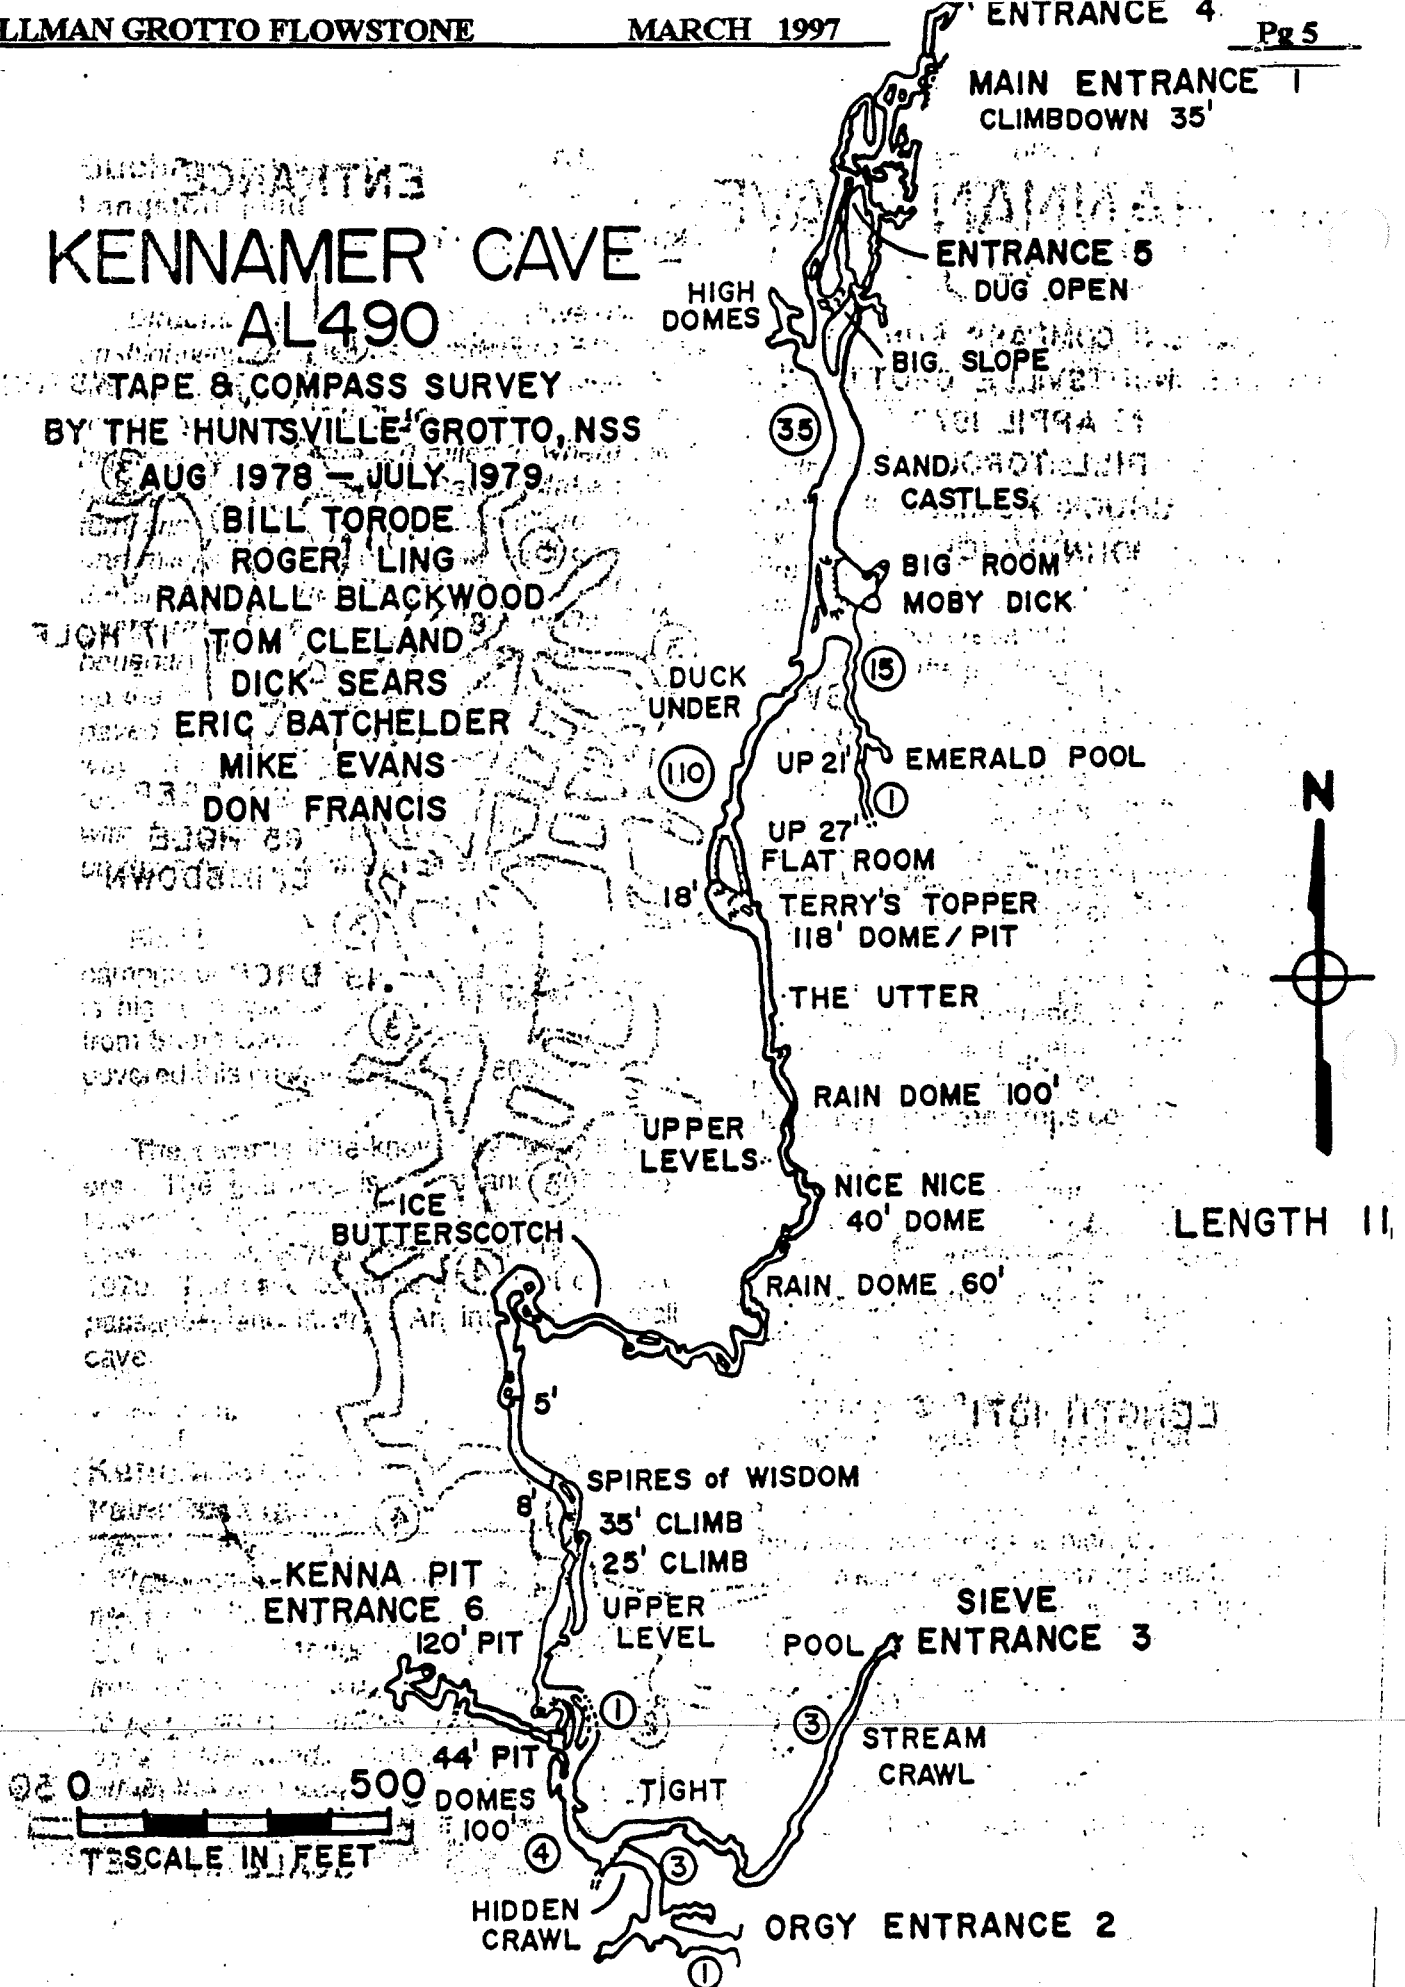 LLMAN GROTTO FLOWSTONE MARCH 1997 Pg 5
ENTRANCE 4
MAIN ENTRANCE 1
CLIMBDOWN 35'
KENNAMER CAVE
AL490
TAPE & COMPASS SURVEY
BY THE HUNTSVILLE GROTTO, NSS
AUG 1978 – JULY 1979
BILL TORODE
ROGER LING
RANDALL BLACKWOOD
TOM CLELAND
DICK SEARS
ERIC BATCHELDER
MIKE EVANS
DON FRANCIS
ENTRANCE 5
DUG OPEN
HIGH
DOMES
BIG SLOPE
35
SAND
CASTLES
BIG ROOM
MOBY DICK
15
DUCK
UNDER
110
UP 21'
EMERALD POOL
1
UP 27'
FLAT ROOM
18'
TERRY'S TOPPER
118' DOME/PIT
THE UTTER
N
RAIN DOME 100'
UPPER
LEVELS
NICE NICE
40' DOME
LENGTH 11,
RAIN DOME 60'
ICE
BUTTERSCOTCH
5'
SPIRES of WISDOM
8'
35' CLIMB
25' CLIMB
UPPER
LEVEL
KENNA PIT
ENTRANCE 6
120' PIT
SIEVE
ENTRANCE 3
POOL
1
3
STREAM
CRAWL
44' PIT
DOMES
100'
TIGHT
0 500
SCALE IN FEET
4
3
HIDDEN
CRAWL
ORGY ENTRANCE 2
1